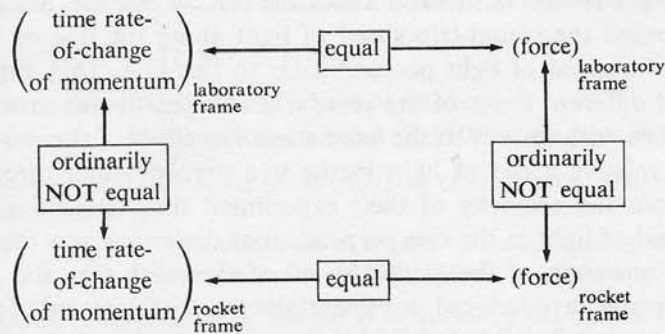 time rate-
of-change
of momentum
laboratory
frame
equal
(force)
laboratory
frame
ordinarily
NOT equal
ordinarily
NOT equal
time rate-
of-change
of momentum
rocket
frame
equal
(force)
rocket
frame